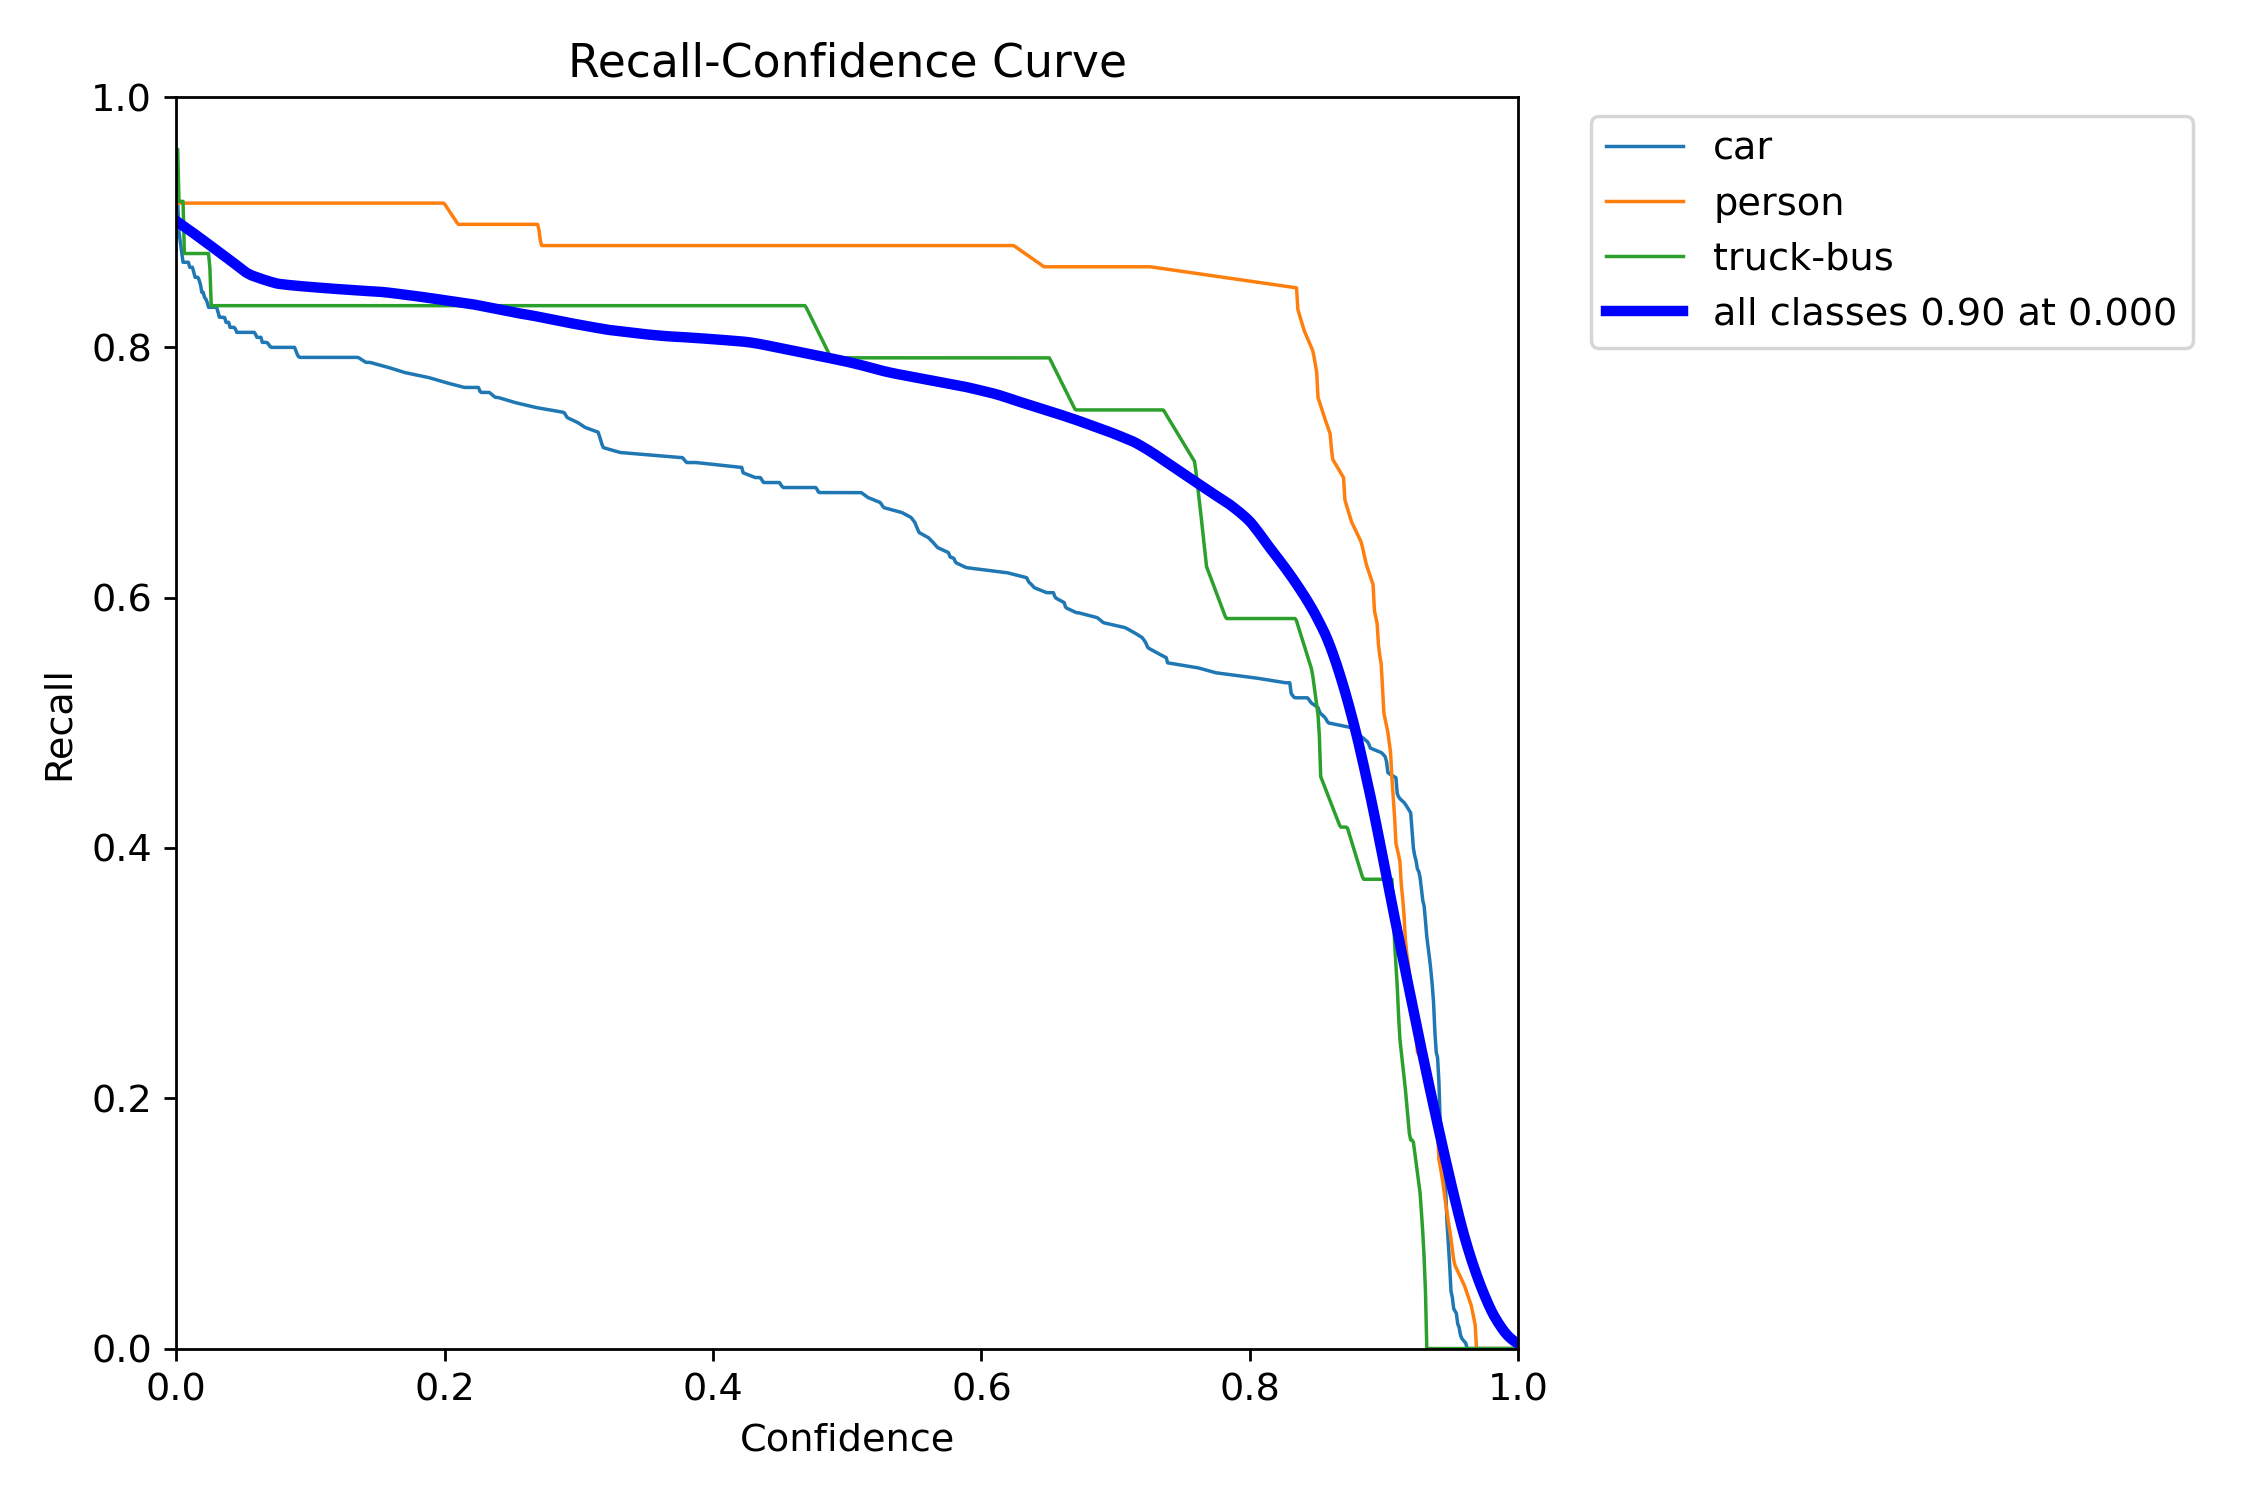 Recall-Confidence Curve
1.0
0.8
0.6
0.4
0.2
0.0
Recall
0.0 0.2 0.4 0.6 0.8 1.0
Confidence
car
person
truck-bus
all classes 0.90 at 0.000